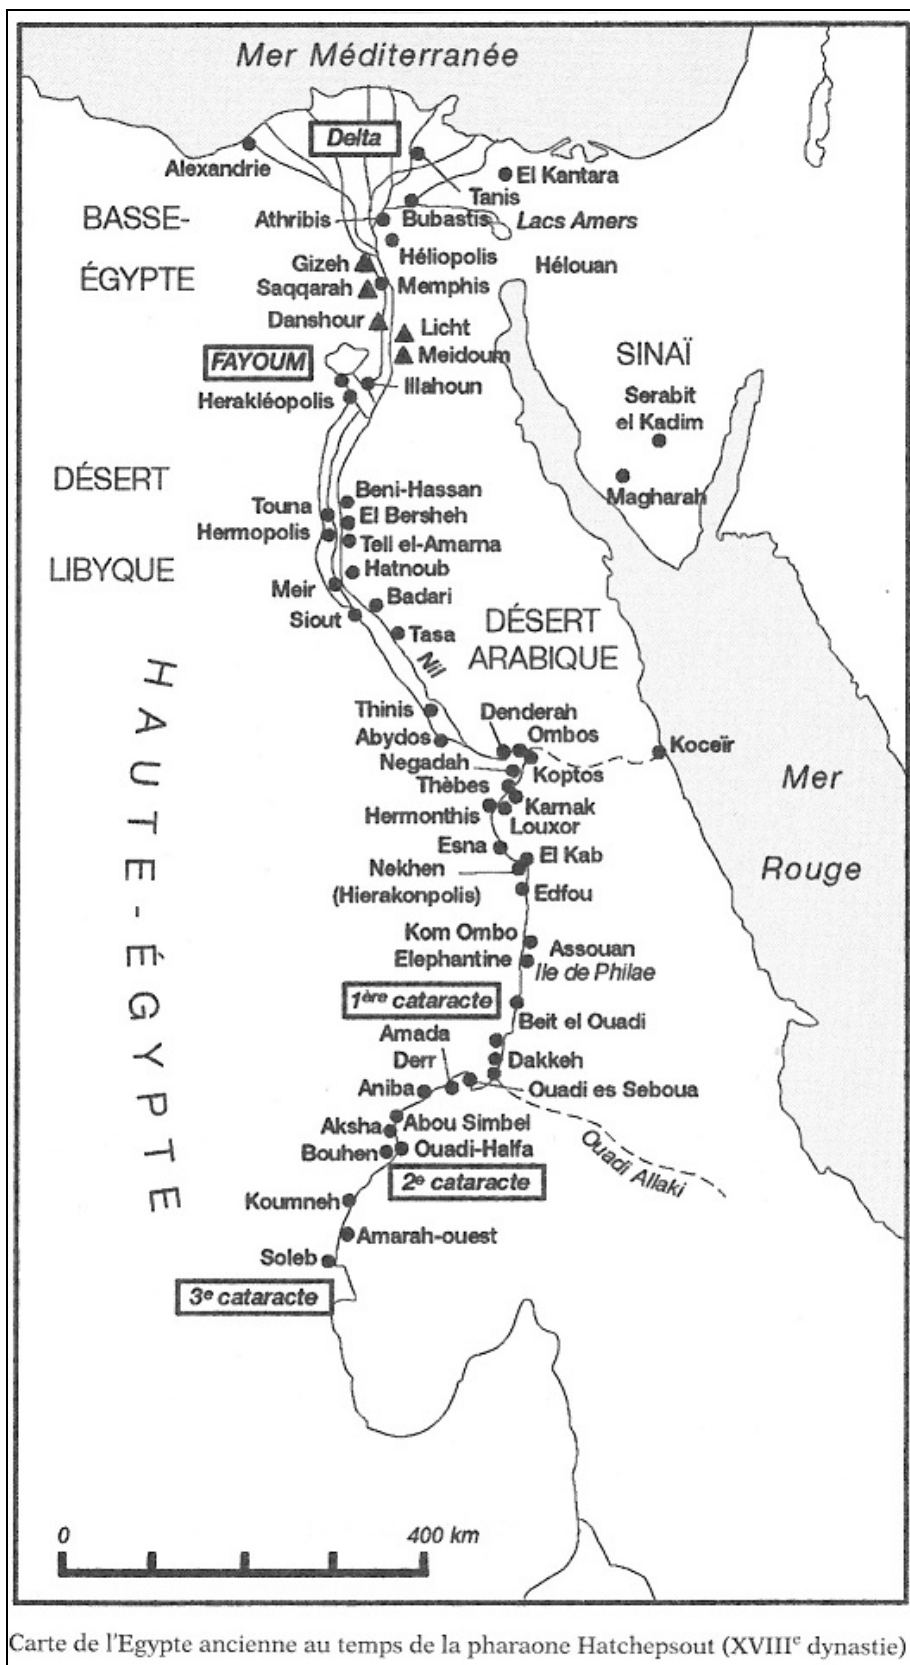 Mer Méditerranée
Delta
Alexandrie
El Kantara
Tanis
BASSE-
Athribis
Bubastis
Lacs Amers
Héliopolis
Gizeh
Hélouan
ÉGYPTE
Saqqarah
Memphis
Danshour
Licht
Meidoum
SINAÏ
FAYOUM
Illahoun
Serabit
el Kadim
Herakléopolis
DÉSERT
Beni-Hassan
Magharah
Touna
El Bersheh
Hermopolis
Tell el-Amarna
LIBYQUE
Hatnoub
Meir
Badari
Siout
DÉSERT
ARABIQUE
Tasa
Nil
HAUTE-ÉGYPTE
Thinis
Denderah
Abydos
Ombos
Koceïr
Negadah
Koptos
Mer
Rouge
Thèbes
Karnak
Hermonthis
Louxor
Esna
El Kab
Nekhen
(Hierakonpolis)
Edfou
Kom Ombo
Assouan
Elephantine
Ile de Philae
1ère cataracte
Beit el Ouadi
Amada
Derr
Dakkeh
Aniba
Ouadi es Seboua
Aksha
Abou Simbel
Bouhen
Ouadi-Halfa
Ouadi Allaki
2e cataracte
Koumneh
Amarah-ouest
Soleb
3e cataracte
0
400 km
Carte de l'Egypte ancienne au temps de la pharaone Hatchepsout (XVIIIe dynastie)